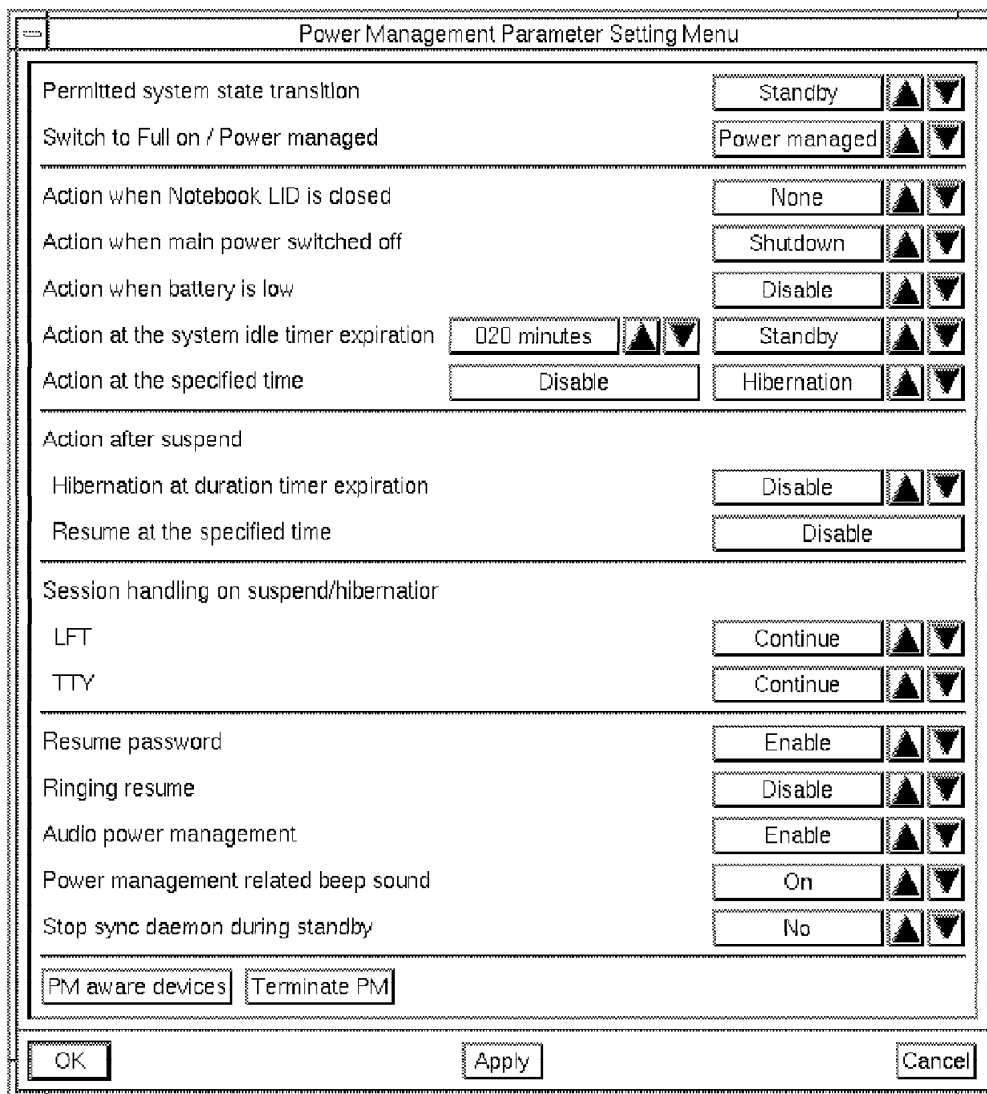 Power Management Parameter Setting Menu
Permitted system state transition Standby
Switch to Full on / Power managed Power managed
Action when Notebook LID is closed None
Action when main power switched off Shutdown
Action when battery is low Disable
Action at the system idle timer expiration 020 minutes Standby
Action at the specified time Disable Hibernation
Action after suspend
Hibernation at duration timer expiration Disable
Resume at the specified time Disable
Session handling on suspend/hibernatior
LFT Continue
TTY Continue
Resume password Enable
Ringing resume Disable
Audio power management Enable
Power management related beep sound On
Stop sync daemon during standby No
PM aware devices Terminate PM
OK Apply Cancel